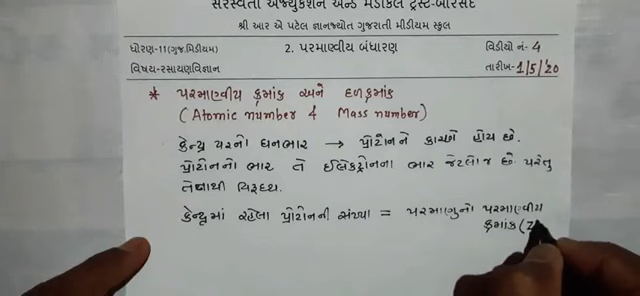 સરસ્વતી એજ્યુકેશન એન્ડ મેડીકલ ટ્રસ્ટ-બોરસદ
શ્રી આર એ પટેલ જ્ઞાનજ્યોત ગુજરાતી મીડીયમ સ્કુલ
ધોરણ-11(ગુજ.મિડીયમ) 2. પરમાણ્વીય બંધારણ વિડીયો નં- 4
વિષય-રસાયણવિજ્ઞાન તારીખ-1/5/20
* પરમાણ્વીય ક્રમાંક અને દળક્રમાંક
(Atomic number & Mass number)
કેન્દ્ર પરનો ધનભાર → પ્રોટીનને કારણે હોય છે.
પ્રોટીનનો ભાર તે ઈલેક્ટ્રોનના ભાર જેટલો જ છે પરંતુ
તેનાથી વિરૂદ્ધ.
કેન્દ્રમાં રહેલા પ્રોટીનની સંખ્યા = પરમાણુનો પરમાણ્વીય
ક્રમાંક (Z